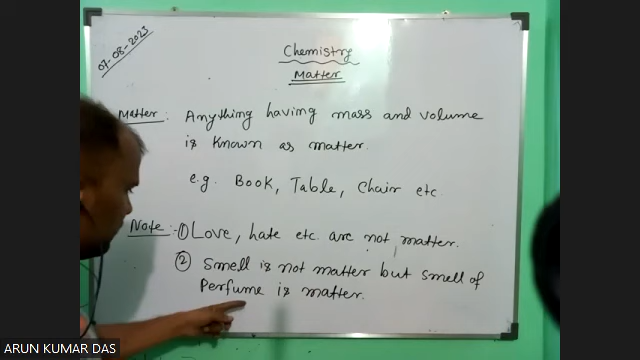 07-08-2023
Chemistry
Matter
Matter: Anything having mass and volume
is known as matter.
e.g. Book, Table, Chair etc
Note:- ① Love, hate etc. are not matter.
② Smell is not matter but smell of
Perfume is matter.
ARUN KUMAR DAS